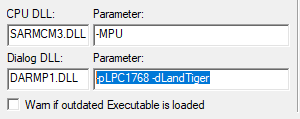 CPU DLL: Parameter:
SARMCM3.DLL -MPU
Dialog DLL: Parameter:
DARMP1.DLL -pLPC1768 -dLandTiger
Warn if outdated Executable is loaded